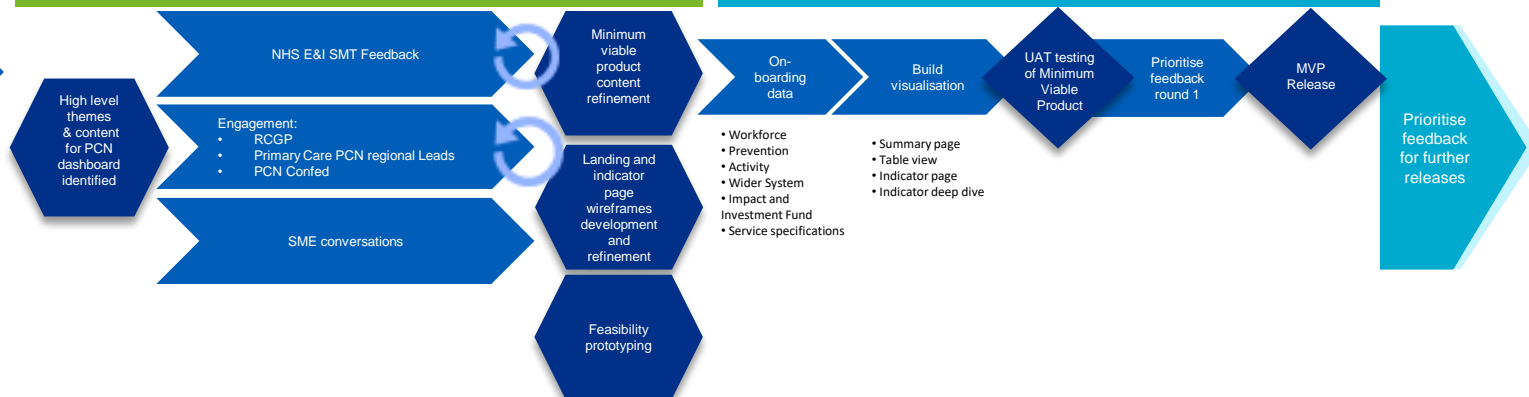 High level
themes
& content
for PCN
dashboard
identified
NHS E&I SMT Feedback
Engagement:
• RCGP
• Primary Care PCN regional Leads
• PCN Confed
SME conversations
Minimum
viable
product
content
refinement
Landing and
indicator
page
wireframes
development
and
refinement
Feasibility
prototyping
On-
boarding
data
• Workforce
• Prevention
• Activity
• Wider System
• Impact and
Investment Fund
• Service specifications
Build
visualisation
• Summary page
• Table view
• Indicator page
• Indicator deep dive
UAT testing
of Minimum
Viable
Product
Prioritise
feedback
round 1
MVP
Release
Prioritise
feedback
for further
releases